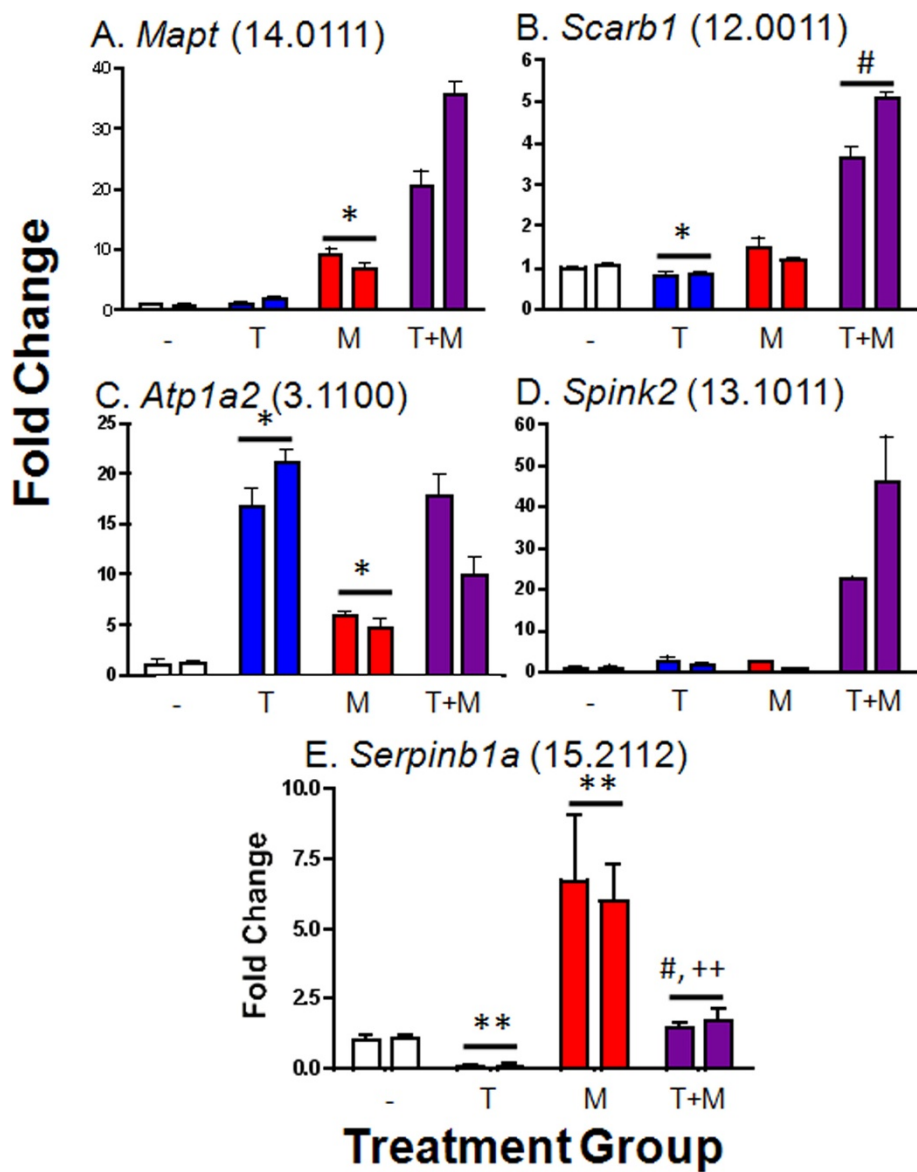 A. Mapt (14.0111)
40
30
20
10
0
*
- T M T+M
B. Scarb1 (12.0011)
6
5
4
3
2
1
0
*
#
- T M T+M
Fold Change
C. Atp1a2 (3.1100)
25
20
15
10
5
0
*
*
- T M T+M
D. Spink2 (13.1011)
60
50
40
30
20
10
0
- T M T+M
E. Serpinb1a (15.2112)
10.0
7.5
5.0
2.5
0.0
Fold Change
**
**
#, ++
- T M T+M
Treatment Group